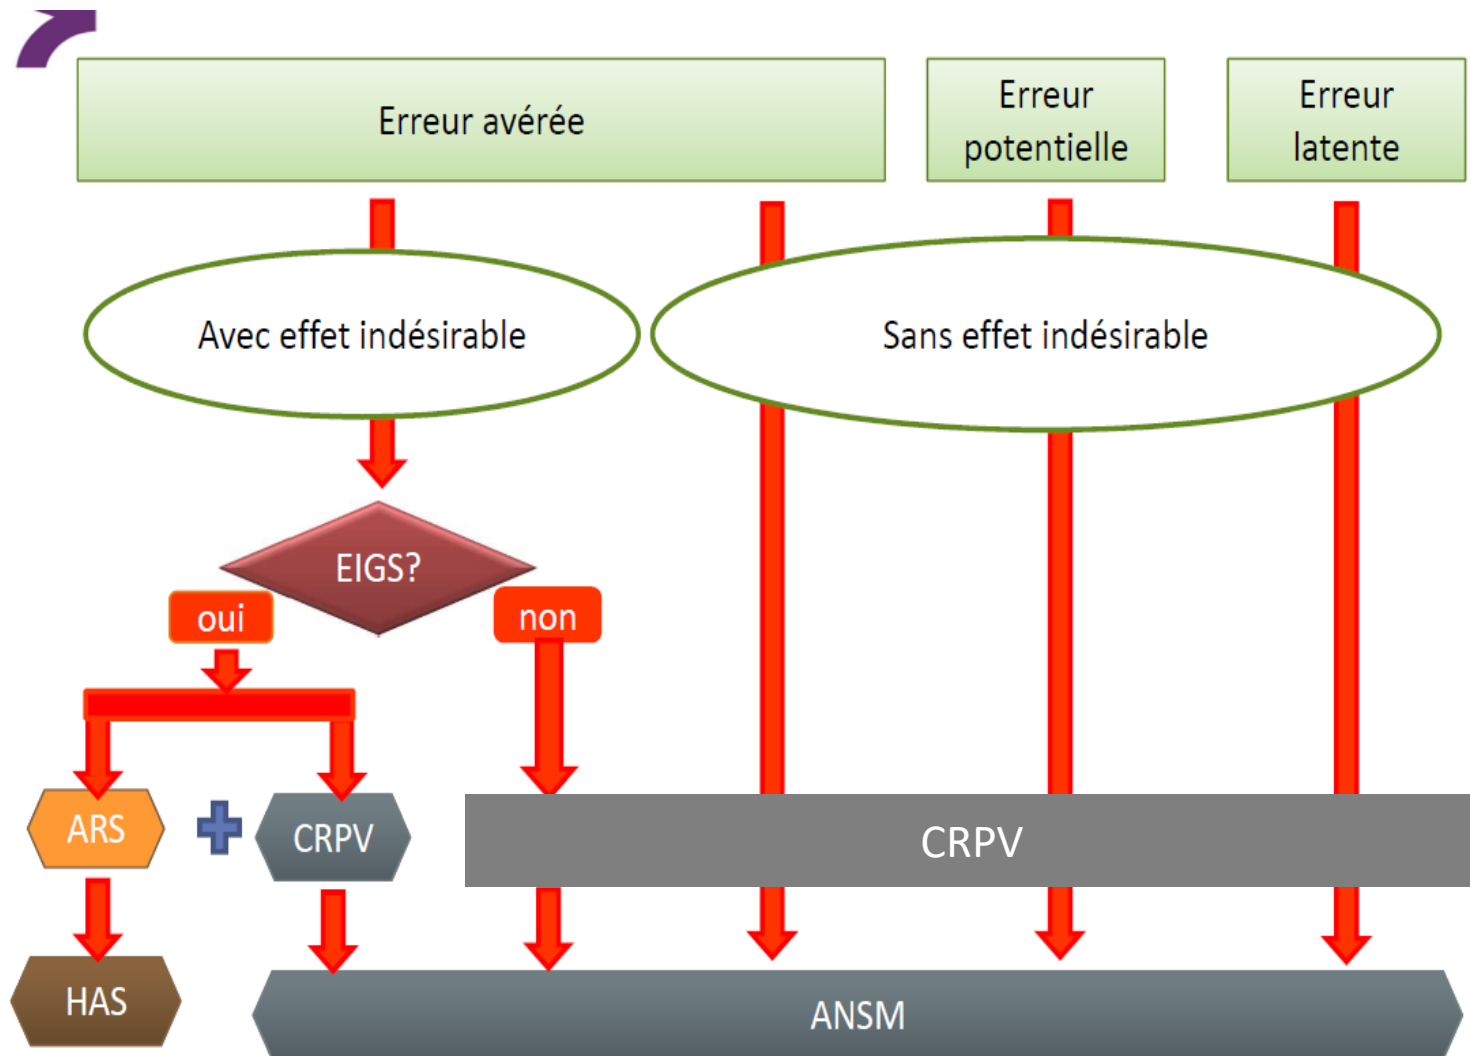 Erreur avérée
Erreur
potentielle
Erreur
latente
Avec effet indésirable
Sans effet indésirable
EIGS?
oui
non
ARS
CRPV
CRPV
HAS
ANSM